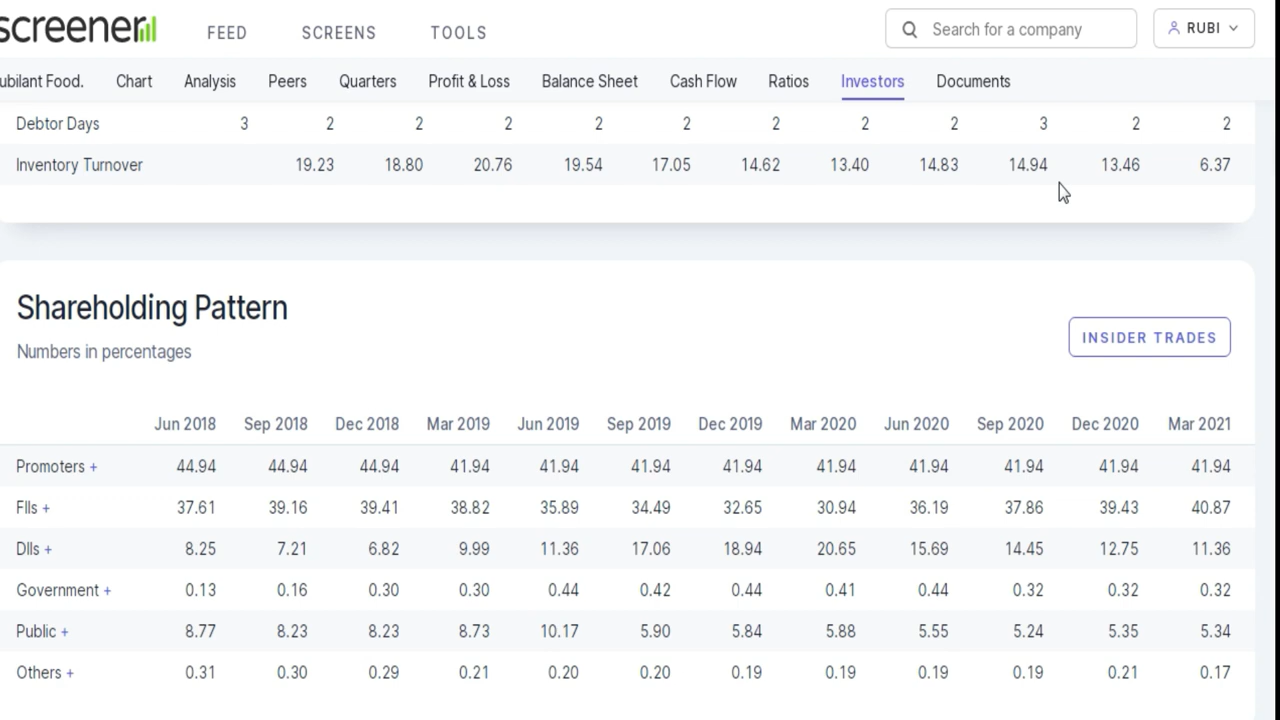 screener
FEED SCREENS TOOLS Search for a company RUBI
ubilant Food. Chart Analysis Peers Quarters Profit & Loss Balance Sheet Cash Flow Ratios Investors Documents
Debtor Days 3 2 2 2 2 2 2 2 2 3 2 2
Inventory Turnover 19.23 18.80 20.76 19.54 17.05 14.62 13.40 14.83 14.94 13.46 6.37
Shareholding Pattern
INSIDER TRADES
Numbers in percentages
Jun 2018 Sep 2018 Dec 2018 Mar 2019 Jun 2019 Sep 2019 Dec 2019 Mar 2020 Jun 2020 Sep 2020 Dec 2020 Mar 2021
Promoters + 44.94 44.94 44.94 41.94 41.94 41.94 41.94 41.94 41.94 41.94 41.94 41.94
FIIs + 37.61 39.16 39.41 38.82 35.89 34.49 32.65 30.94 36.19 37.86 39.43 40.87
DIIs + 8.25 7.21 6.82 9.99 11.36 17.06 18.94 20.65 15.69 14.45 12.75 11.36
Government + 0.13 0.16 0.30 0.30 0.44 0.42 0.44 0.41 0.44 0.32 0.32 0.32
Public + 8.77 8.23 8.23 8.73 10.17 5.90 5.84 5.88 5.55 5.24 5.35 5.34
Others + 0.31 0.30 0.29 0.21 0.20 0.20 0.19 0.19 0.19 0.19 0.21 0.17